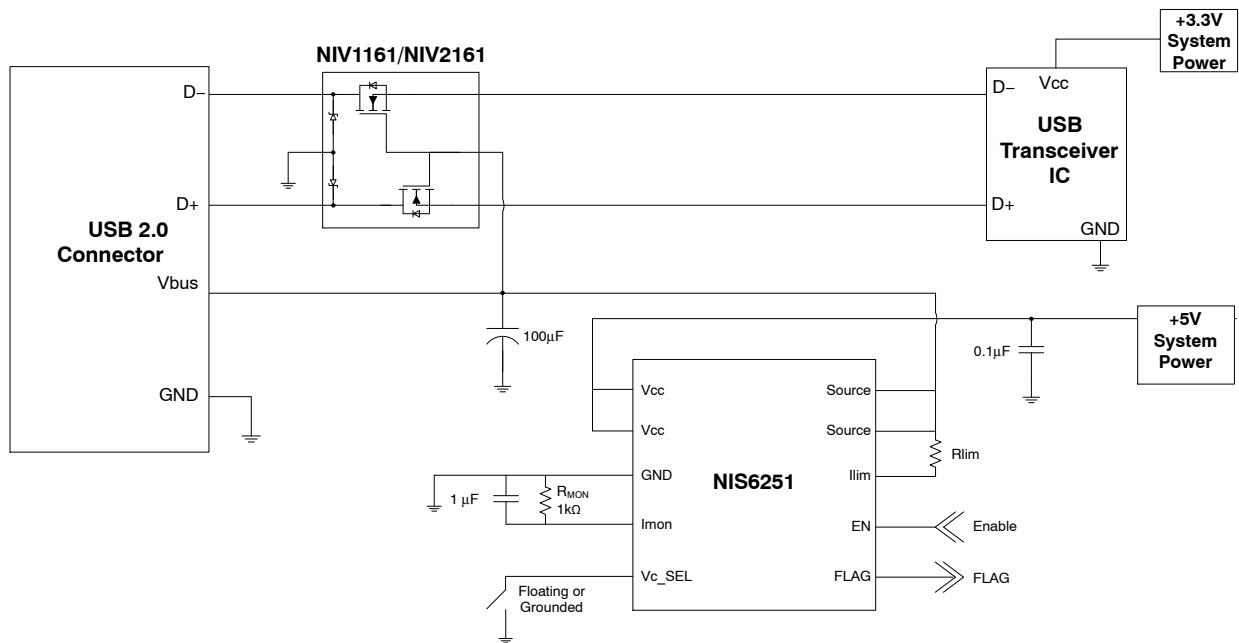 +3.3V
System
Power
NIV1161/NIV2161
D−
D−
Vcc
USB
Transceiver
IC
D+
D+
GND
USB 2.0
Connector
Vbus
GND
100µF
+5V
System
Power
0.1µF
Vcc
Source
Vcc
Source
Rlim
GND
NIS6251
Ilim
1 µF
RMON
1kΩ
Imon
EN
Enable
Vc_SEL
FLAG
FLAG
Floating or
Grounded